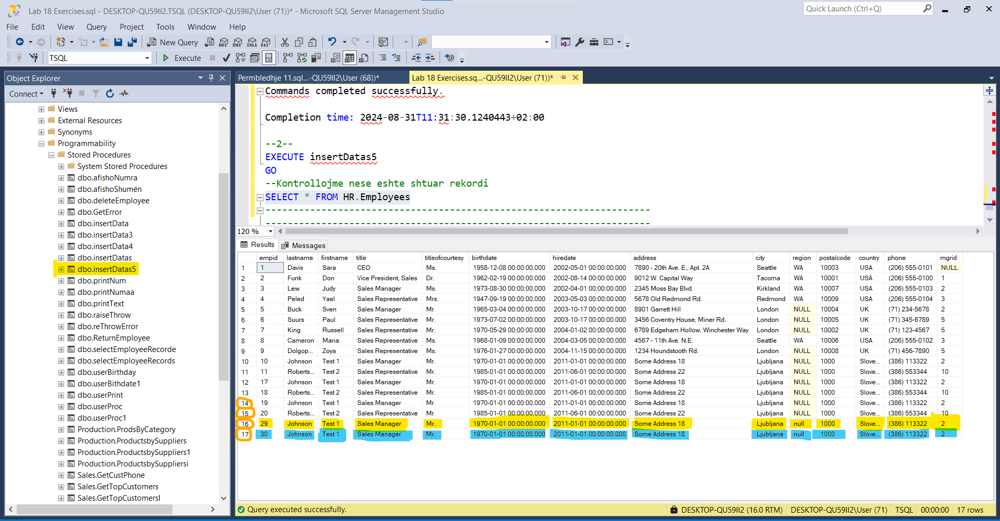 Lab 18 Exercises.sql - DESKTOP-QU59II2.TSQL (DESKTOP-QU59II2\User (71))* - Microsoft SQL Server Management Studio
Quick Launch (Ctrl+Q)
File Edit View Query Project Tools Window Help
New Query MDX DMX XMLA DAX
TSQL Execute
Object Explorer
Connect
Views
External Resources
Synonyms
Programmability
Stored Procedures
System Stored Procedures
dbo.afishoNumra
dbo.afishoShumën
dbo.deleteEmployee
dbo.GetError
dbo.insertData
dbo.insertData3
dbo.insertData4
dbo.insertDatas
dbo.insertDatas5
dbo.printNum
dbo.printNumaa
dbo.printText
dbo.raiseThrow
dbo.reThrowError
dbo.ReturnEmployee
dbo.selectEmployeeRecorde
dbo.selectEmployeeRecords
dbo.userBirthday
dbo.userBithdate1
dbo.userPrint
dbo.userProc
dbo.userProc1
Production.ProdsByCategory
Production.ProductsbySuppliers
Production.ProductsbySuppliers1
Production.ProductsbySuppliersi
Sales.GetCustPhone
Sales.GetTopCustomers
Sales.GetTopCustomersI
Permbledhje 11.sql...-QU59II2\User (68))*
Lab 18 Exercises.sq...-QU59II2\User (71))*
Commands completed successfully.
Completion time: 2024-08-31T11:31:30.1240443+02:00
--2--
EXECUTE insertDatas5
GO
--Kontrollojme nese eshte shtuar rekordi
SELECT * FROM HR.Employees
----------------------------------------------------------------------
----------------------------------------------------------------------
120 %
Results Messages
empid lastname firstname title titleofcourtesy birthdate hiredate address city region postalcode country phone mgrid
1 1 Davis Sara CEO Ms. 1958-12-08 00:00:00.000 2002-05-01 00:00:00.000 7890 - 20th Ave. E., Apt. 2A Seattle WA 10003 USA (206) 555-0101 NULL
2 2 Funk Don Vice President, Sales Dr. 1962-02-19 00:00:00.000 2002-08-14 00:00:00.000 9012 W. Capital Way Tacoma WA 10001 USA (206) 555-0100 1
3 3 Lew Judy Sales Manager Ms. 1973-08-30 00:00:00.000 2002-04-01 00:00:00.000 2345 Moss Bay Blvd. Kirkland WA 10007 USA (206) 555-0103 2
4 4 Peled Yael Sales Representative Mrs. 1947-09-19 00:00:00.000 2003-05-03 00:00:00.000 5678 Old Redmond Rd. Redmond WA 10009 USA (206) 555-0104 3
5 5 Buck Sven Sales Manager Mr. 1965-03-04 00:00:00.000 2003-10-17 00:00:00.000 8901 Garrett Hill London NULL 10004 UK (71) 234-5678 2
6 6 Suurs Paul Sales Representative Mr. 1973-07-02 00:00:00.000 2003-10-17 00:00:00.000 3456 Coventry House, Miner Rd. London NULL 10005 UK (71) 345-6789 5
7 7 King Russell Sales Representative Mr. 1970-05-29 00:00:00.000 2004-01-02 00:00:00.000 6789 Edgeham Hollow, Winchester Way London NULL 10002 UK (71) 123-4567 5
8 8 Cameron Maria Sales Representative Ms. 1968-01-09 00:00:00.000 2004-03-05 00:00:00.000 4567 - 11th Ave. N.E. Seattle WA 10006 USA (206) 555-0102 3
9 9 Dolgop... Zoya Sales Representative Ms. 1976-01-27 00:00:00.000 2004-11-15 00:00:00.000 1234 Houndstooth Rd. London NULL 10008 UK (71) 456-7890 5
10 10 Johnson Test 1 Sales Manager Mr. 1970-01-01 00:00:00.000 2011-01-01 00:00:00.000 Some Address 18 Ljubljana NULL 1000 Slove... (386) 113322 2
11 11 Roberts... Test 2 Sales Representative Mr. 1985-01-01 00:00:00.000 2011-06-01 00:00:00.000 Some Address 22 Ljubljana NULL 1000 Slove... (386) 553344 10
12 17 Johnson Test 1 Sales Manager Mr. 1970-01-01 00:00:00.000 2011-01-01 00:00:00.000 Some Address 18 Ljubljana NULL 1000 Slove... (386) 113322 2
13 18 Roberts... Test 2 Sales Representative Mr. 1985-01-01 00:00:00.000 2011-06-01 00:00:00.000 Some Address 22 Ljubljana NULL 1000 Slove... (386) 553344 10
14 19 Johnson Test 1 Sales Manager Mr. 1970-01-01 00:00:00.000 2011-01-01 00:00:00.000 Some Address 18 Ljubljana NULL 1000 Slove... (386) 113322 2
15 20 Roberts... Test 2 Sales Representative Mr. 1985-01-01 00:00:00.000 2011-06-01 00:00:00.000 Some Address 22 Ljubljana NULL 1000 Slove... (386) 553344 10
16 29 Johnson Test 1 Sales Manager Mr. 1970-01-01 00:00:00.000 2011-01-01 00:00:00.000 Some Address 18 Ljubljana null 1000 Slove... (386) 113322 2
17 30 Johnson Test 1 Sales Manager Mr. 1970-01-01 00:00:00.000 2011-01-01 00:00:00.000 Some Address 18 Ljubljana null 1000 Slove... (386) 113322 2
Query executed successfully. DESKTOP-QU59II2 (16.0 RTM) DESKTOP-QU59II2\User (71) TSQL 00:00:00 17 rows